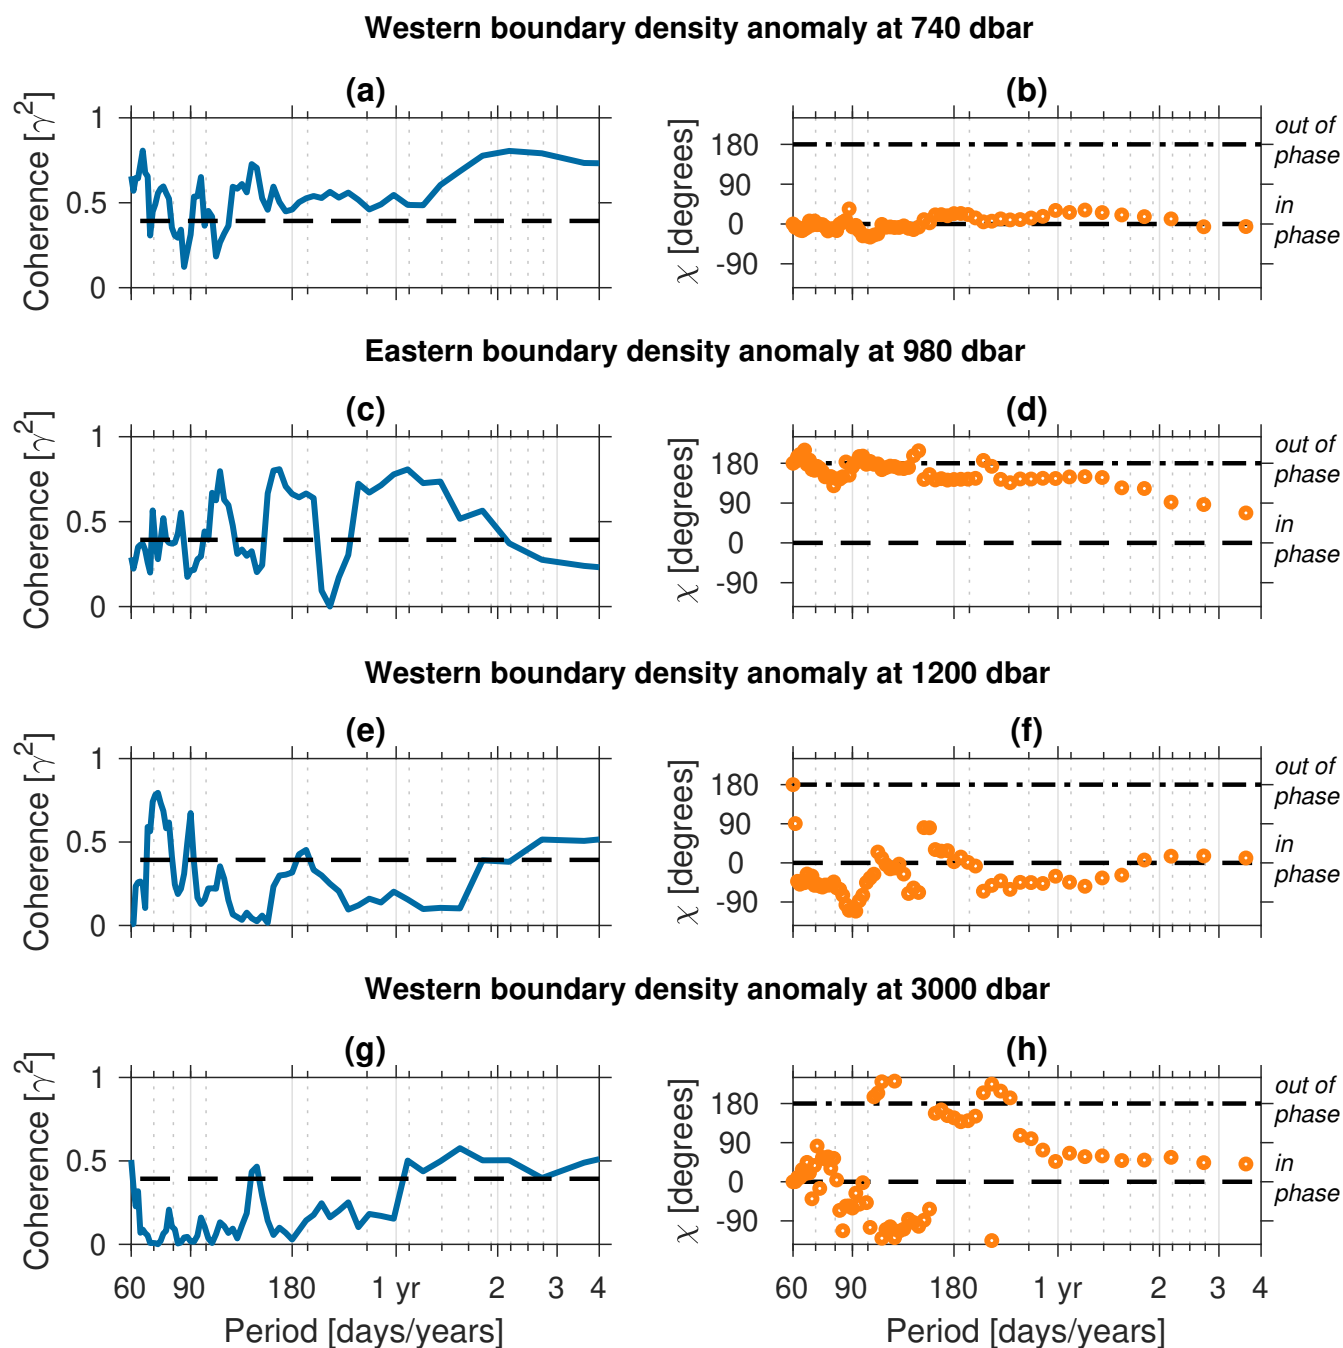 Western boundary density anomaly at 740 dbar
(a)
Coherence [γ²]
1
0.5
0
(b)
χ [degrees]
180
90
0
-90
out of
phase
in
phase
Eastern boundary density anomaly at 980 dbar
(c)
Coherence [γ²]
1
0.5
0
(d)
χ [degrees]
180
90
0
-90
out of
phase
in
phase
Western boundary density anomaly at 1200 dbar
(e)
Coherence [γ²]
1
0.5
0
(f)
χ [degrees]
180
90
0
-90
out of
phase
in
phase
Western boundary density anomaly at 3000 dbar
(g)
Coherence [γ²]
1
0.5
0
60 90 180 1 yr 2 3 4
Period [days/years]
(h)
χ [degrees]
180
90
0
-90
out of
phase
in
phase
60 90 180 1 yr 2 3 4
Period [days/years]